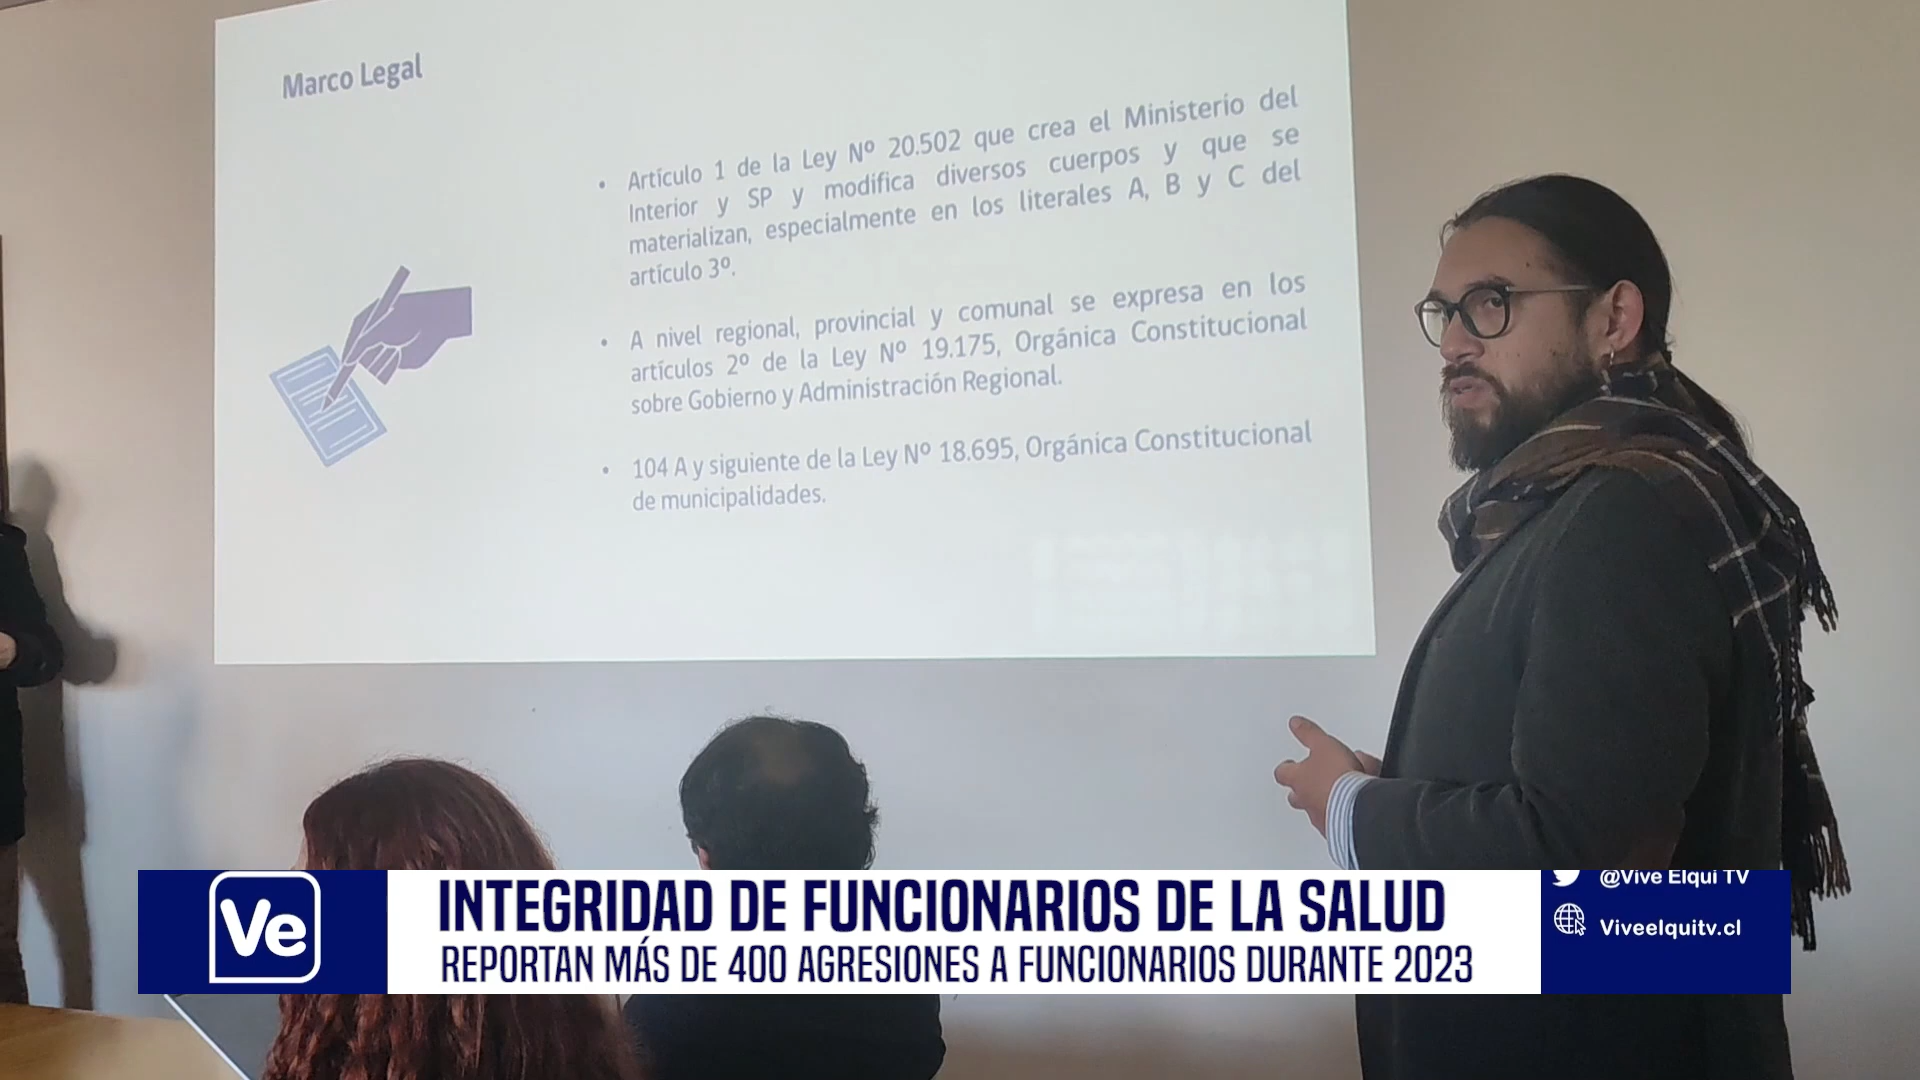 Marco Legal
• Artículo 1 de la Ley Nº 20.502 que crea el Ministerio del
Interior y SP y modifica diversos cuerpos y que se
materializan, especialmente en los literales A, B y C del
artículo 3º.
• A nivel regional, provincial y comunal se expresa en los
artículos 2º de la Ley Nº 19.175, Orgánica Constitucional
sobre Gobierno y Administración Regional.
• 104 A y siguiente de la Ley Nº 18.695, Orgánica Constitucional
de municipalidades.
Ve
INTEGRIDAD DE FUNCIONARIOS DE LA SALUD
REPORTAN MÁS DE 400 AGRESIONES A FUNCIONARIOS DURANTE 2023
@Vive Elqui TV
Viveelquitv.cl